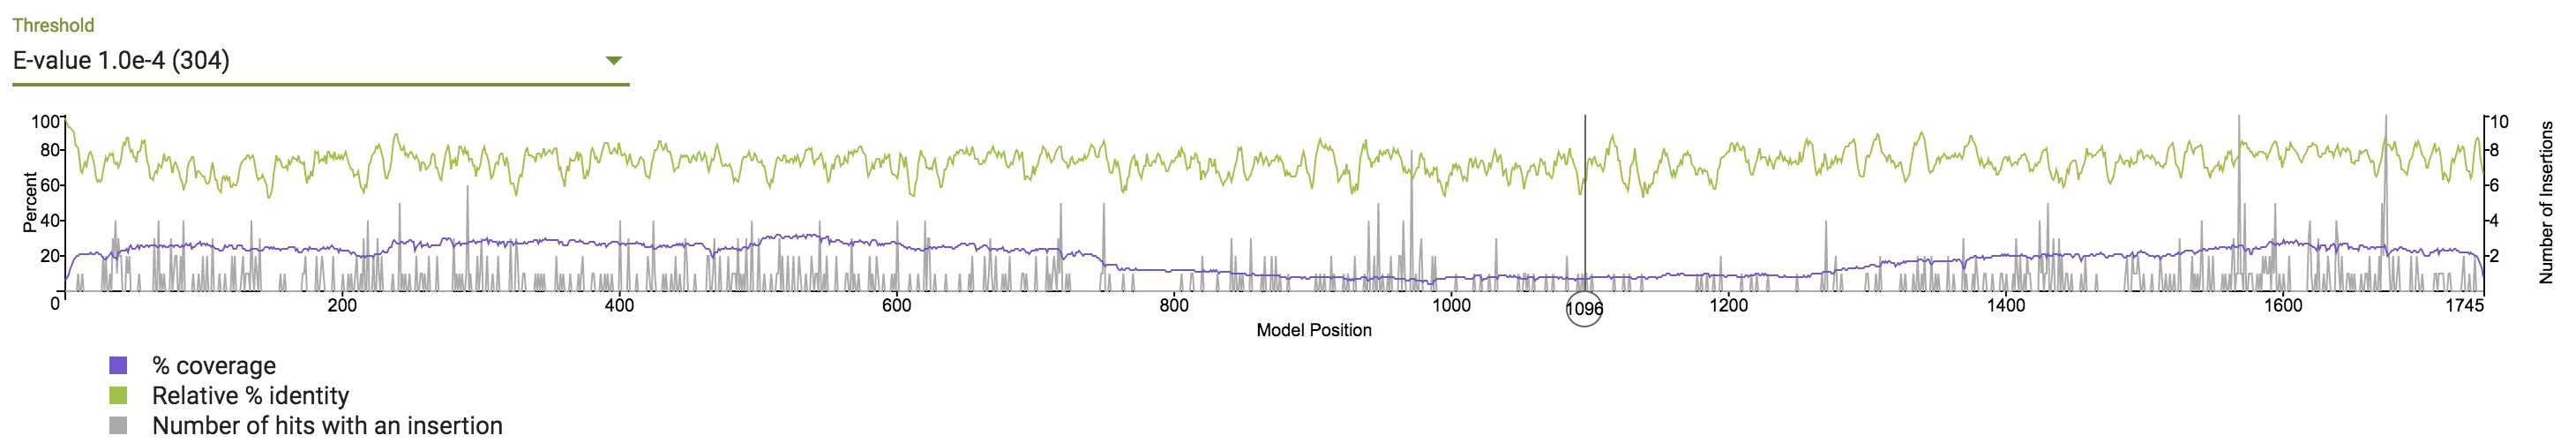 Threshold
E-value 1.0e-4 (304)
100
80
60
40
20
0
Percent
10
8
6
4
2
Number of Insertions
200 400 600 800 1000 1096 1200 1400 1600 1745
Model Position
% coverage
Relative % identity
Number of hits with an insertion